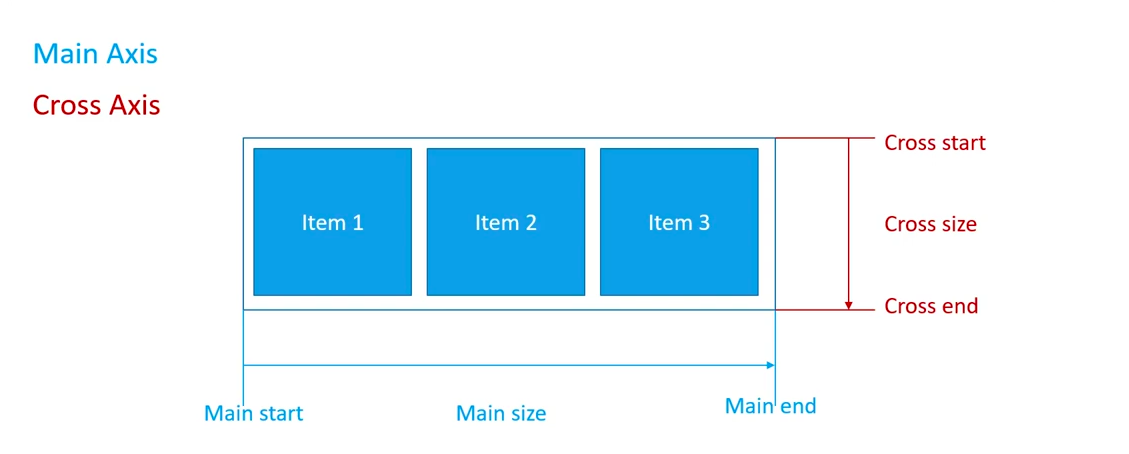 Main Axis
Cross Axis
Cross start
Item 1
Item 2
Item 3
Cross size
Cross end
Main start
Main size
Main end